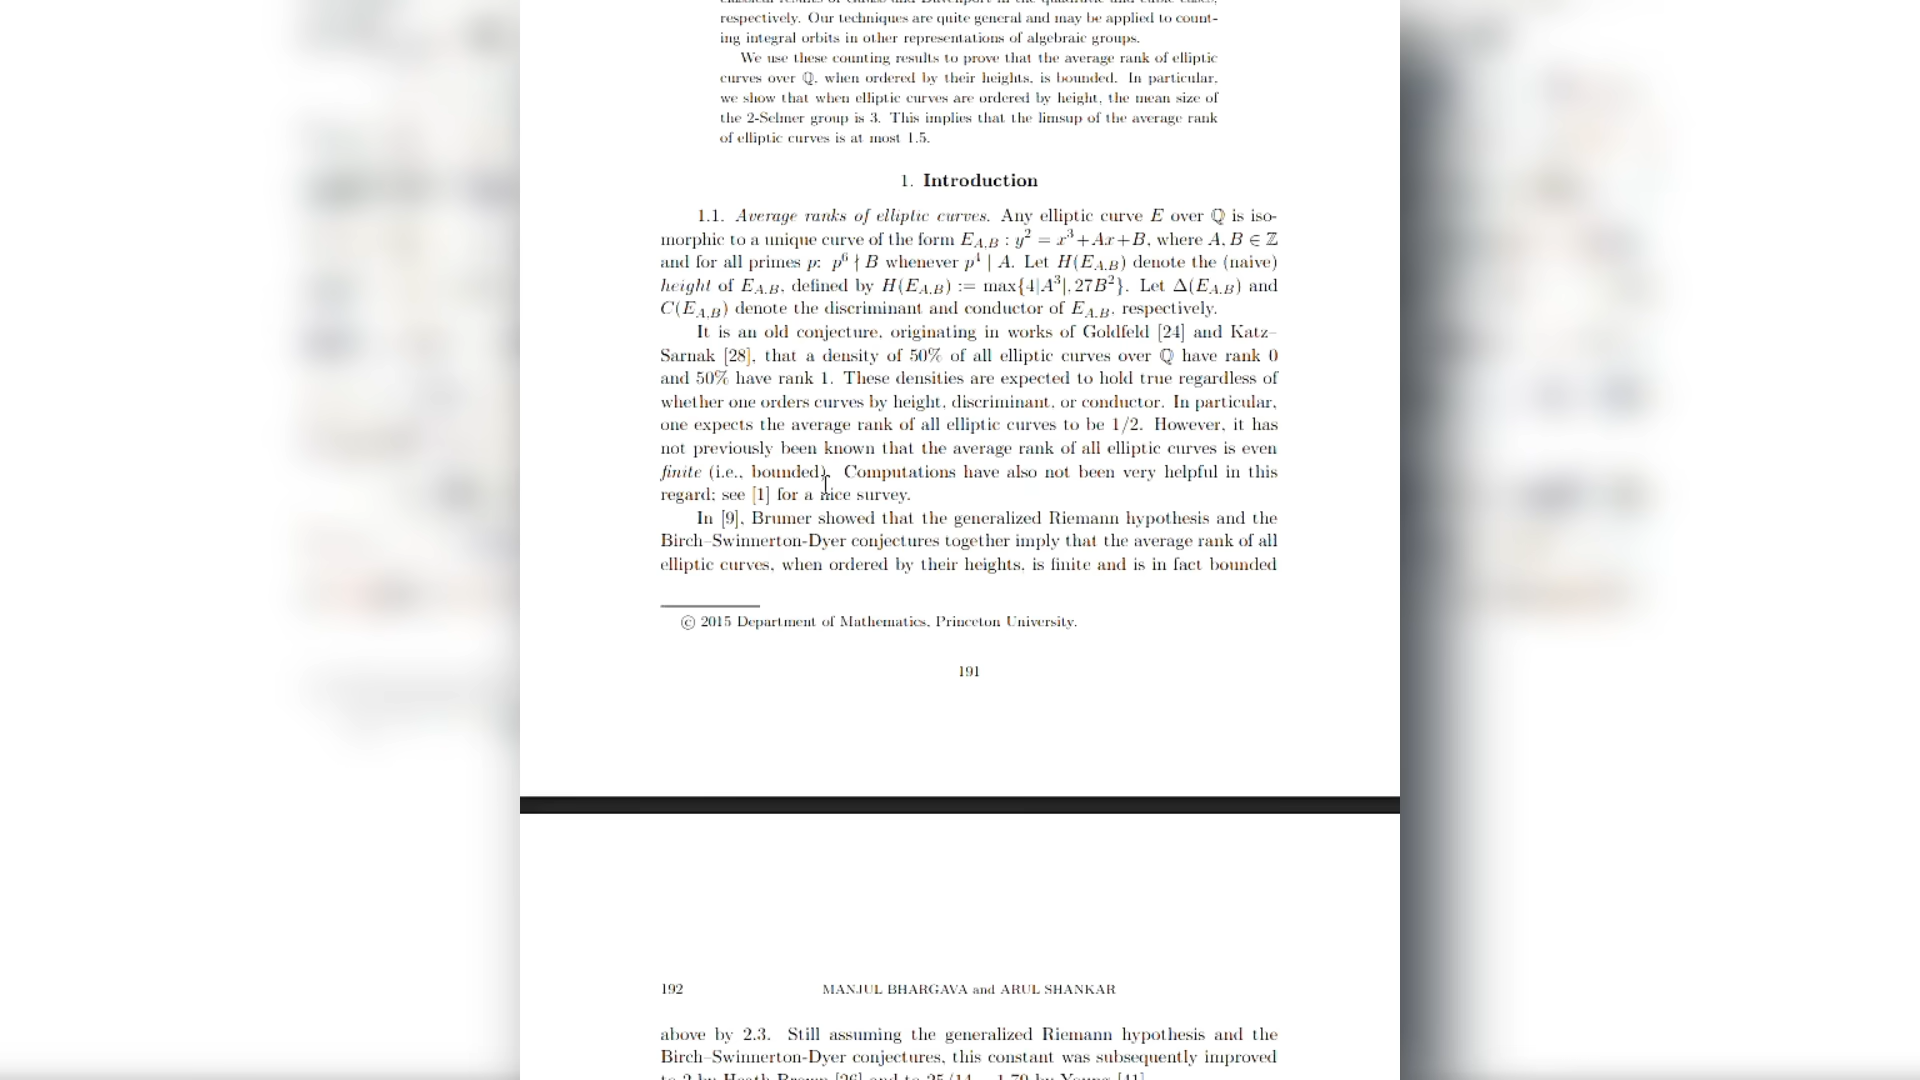 respectively. Our techniques are quite general and may be applied to count-
ing integral orbits in other representations of algebraic groups.
We use these counting results to prove that the average rank of elliptic
curves over ℚ, when ordered by their heights, is bounded. In particular,
we show that when elliptic curves are ordered by height, the mean size of
the 2-Selmer group is 3. This implies that the limsup of the average rank
of elliptic curves is at most 1.5.
1. Introduction
1.1. Average ranks of elliptic curves. Any elliptic curve E over ℚ is iso-
morphic to a unique curve of the form E_{A,B} : y² = x³+Ax+B, where A, B ∈ ℤ
and for all primes p: p⁶ ∤ B whenever p⁴ | A. Let H(E_{A,B}) denote the (naive)
height of E_{A,B}, defined by H(E_{A,B}) := max{4|A³|, 27B²}. Let Δ(E_{A,B}) and
C(E_{A,B}) denote the discriminant and conductor of E_{A,B}, respectively.
It is an old conjecture, originating in works of Goldfeld [24] and Katz–
Sarnak [28], that a density of 50% of all elliptic curves over ℚ have rank 0
and 50% have rank 1. These densities are expected to hold true regardless of
whether one orders curves by height, discriminant, or conductor. In particular,
one expects the average rank of all elliptic curves to be 1/2. However, it has
not previously been known that the average rank of all elliptic curves is even
finite (i.e., bounded). Computations have also not been very helpful in this
regard; see [1] for a nice survey.
In [9], Brumer showed that the generalized Riemann hypothesis and the
Birch–Swinnerton-Dyer conjectures together imply that the average rank of all
elliptic curves, when ordered by their heights, is finite and is in fact bounded
© 2015 Department of Mathematics, Princeton University.
191
192 MANJUL BHARGAVA and ARUL SHANKAR
above by 2.3. Still assuming the generalized Riemann hypothesis and the
Birch–Swinnerton-Dyer conjectures, this constant was subsequently improved